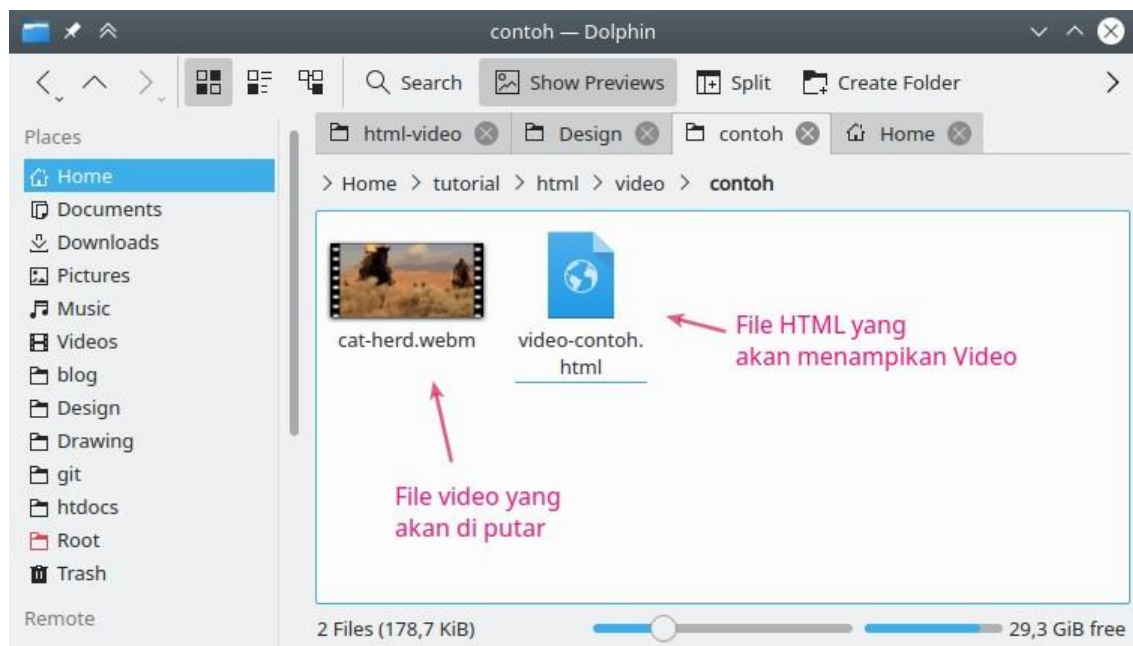 contoh — Dolphin
Search Show Previews Split Create Folder
Places
Home
Documents
Downloads
Pictures
Music
Videos
blog
Design
Drawing
git
htdocs
Root
Trash
Remote
html-video Design contoh Home
> Home > tutorial > html > video > contoh
cat-herd.webm
video-contoh.
html
File HTML yang
akan menampikan Video
File video yang
akan di putar
2 Files (178,7 KiB)
29,3 GiB free